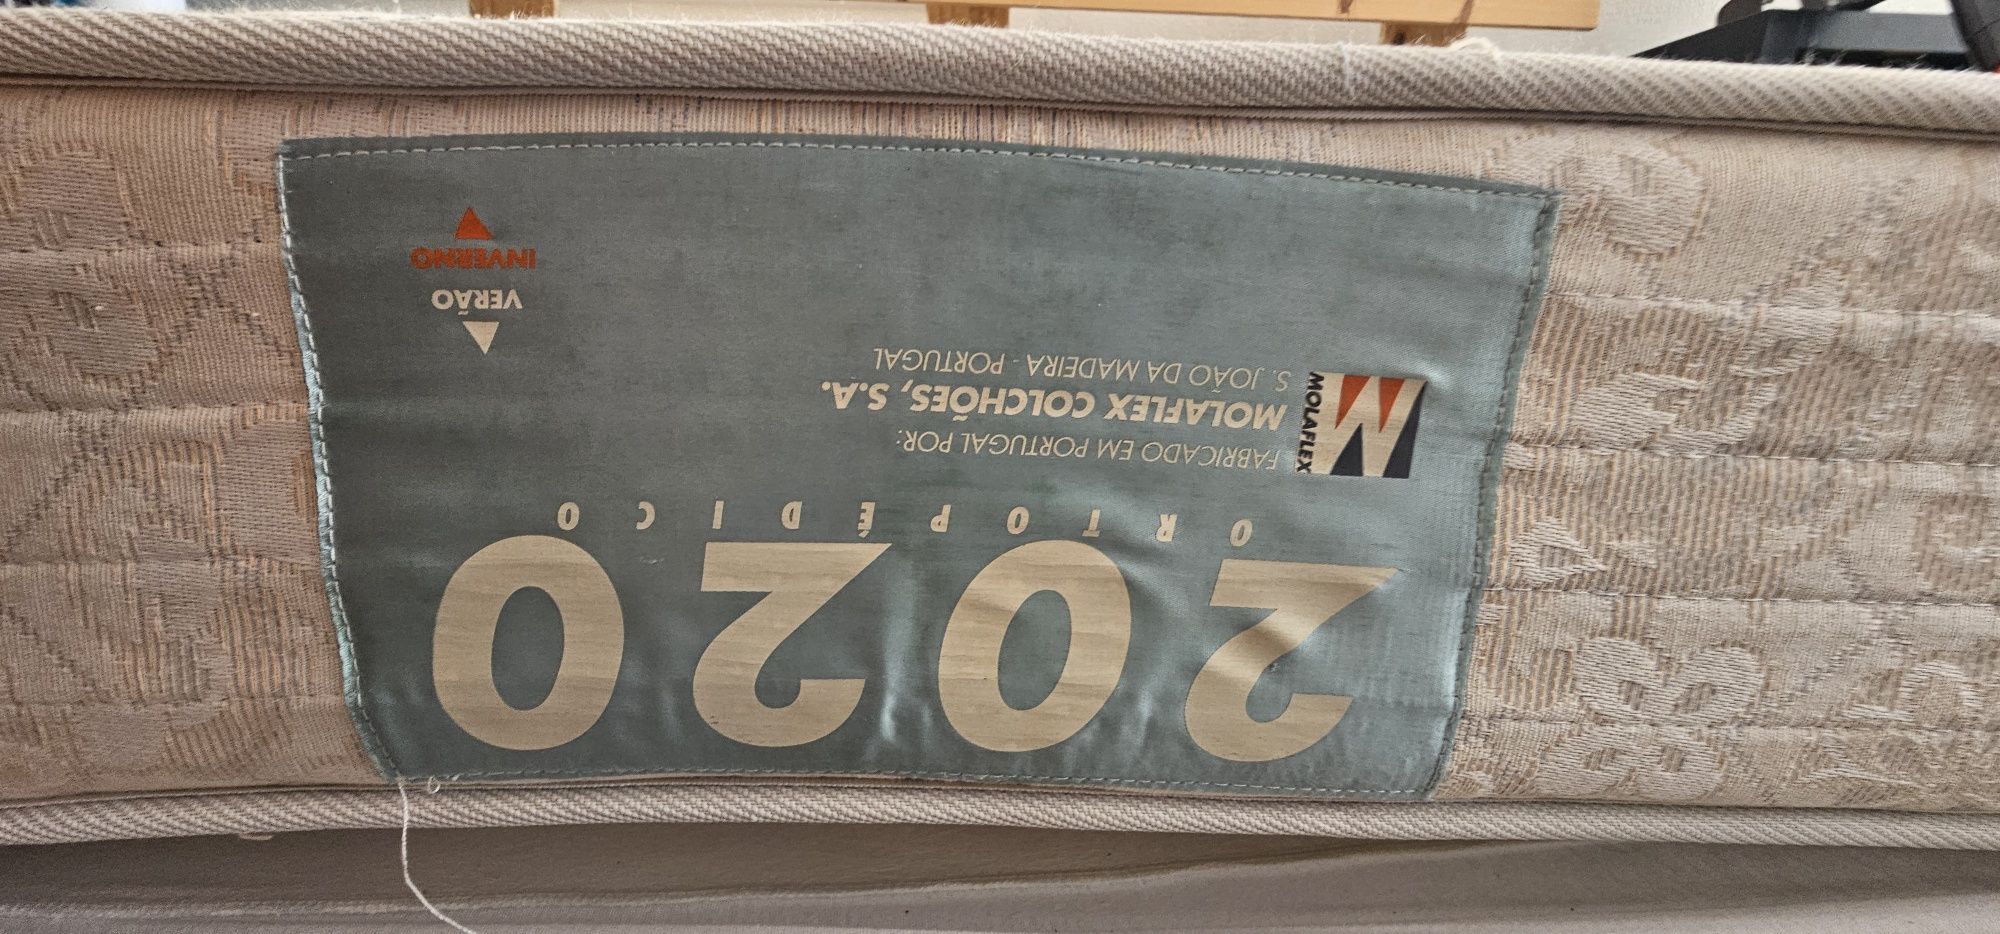 2020
ORTOPÉDICO
MOLAFLEX
FABRICADO EM PORTUGAL POR:
MOLAFLEX COLCHÕES, S.A.
S. JOÃO DA MADEIRA - PORTUGAL
VERÃO
INVERNO